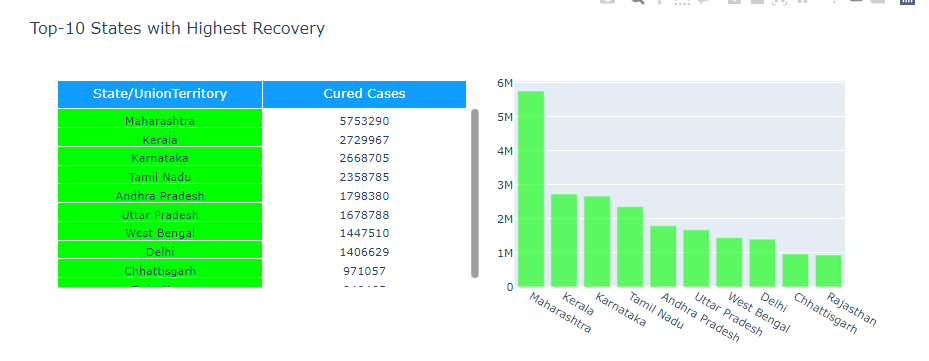 Top-10 States with Highest Recovery
State/UnionTerritory Cured Cases
Maharashtra 5753290
Kerala 2729967
Karnataka 2668705
Tamil Nadu 2358785
Andhra Pradesh 1798380
Uttar Pradesh 1678788
West Bengal 1447510
Delhi 1406629
Chhattisgarh 971057
6M
5M
4M
3M
2M
1M
0
Maharashtra
Kerala
Karnataka
Tamil Nadu
Andhra Pradesh
Uttar Pradesh
West Bengal
Delhi
Chhattisgarh
Rajasthan